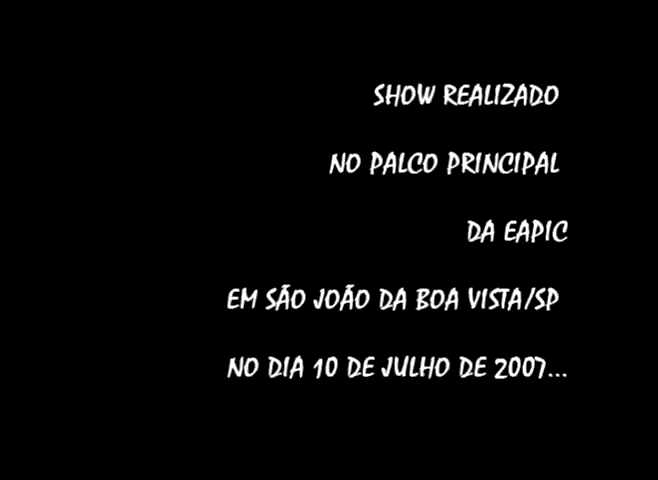 SHOW REALIZADO
NO PALCO PRINCIPAL
DA EAPIC
EM SÃO JOÃO DA BOA VISTA/SP
NO DIA 10 DE JULHO DE 2007...